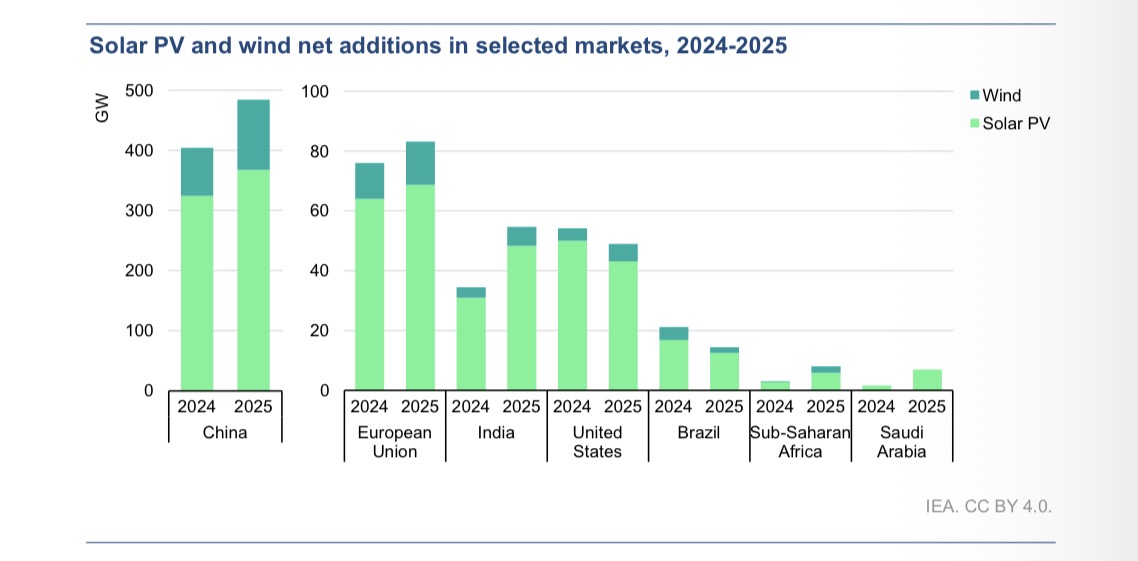 Solar PV and wind net additions in selected markets, 2024-2025
GW
500
400
300
200
100
0
2024 2025
China
100
80
60
40
20
0
2024 2025 2024 2025 2024 2025 2024 2025 2024 2025 2024 2025
European Union
India
United States
Brazil
Sub-Saharan Africa
Saudi Arabia
Wind
Solar PV
IEA. CC BY 4.0.